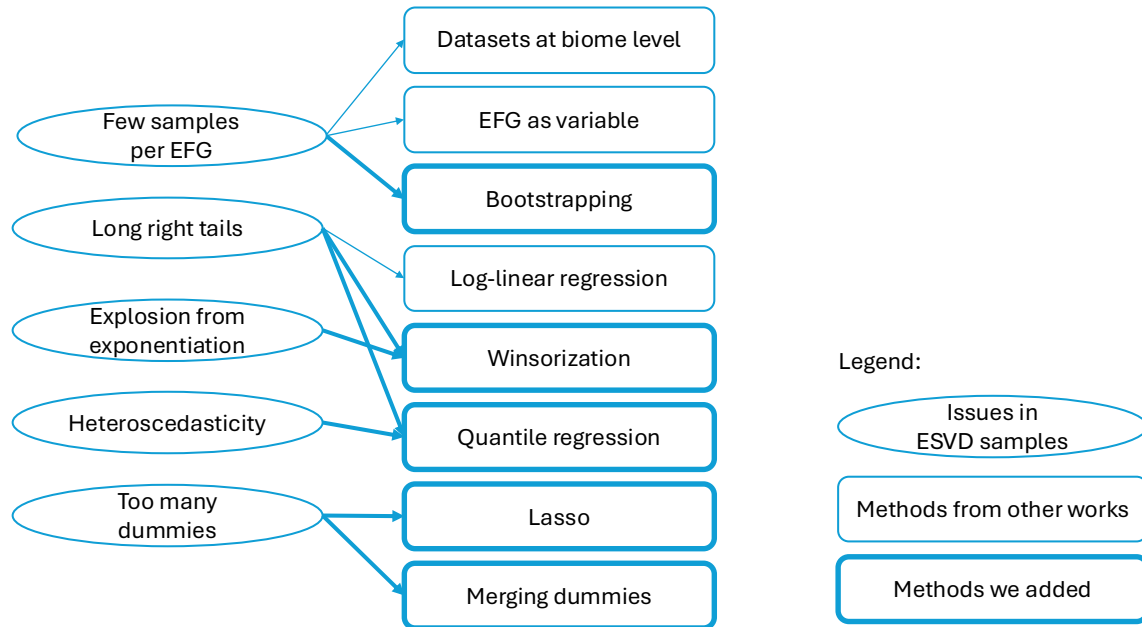 Datasets at biome level
Few samples
per EFG
EFG as variable
Bootstrapping
Long right tails
Log-linear regression
Explosion from
exponentiation
Winsorization
Heteroscedasticity
Quantile regression
Too many
dummies
Lasso
Merging dummies
Legend:
Issues in
ESVD samples
Methods from other works
Methods we added